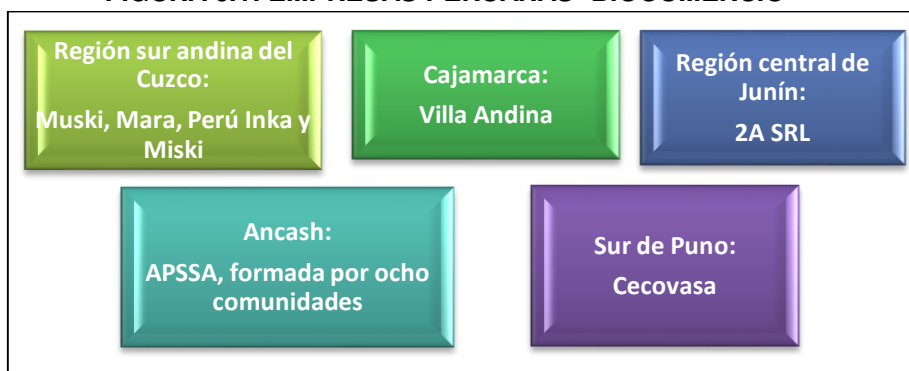 Región sur andina del
Cuzco:
Muski, Mara, Perú Inka y
Miski
Cajamarca:
Villa Andina
Región central de
Junín:
2A SRL
Ancash:
APSSA, formada por ocho
comunidades
Sur de Puno:
Cecovasa